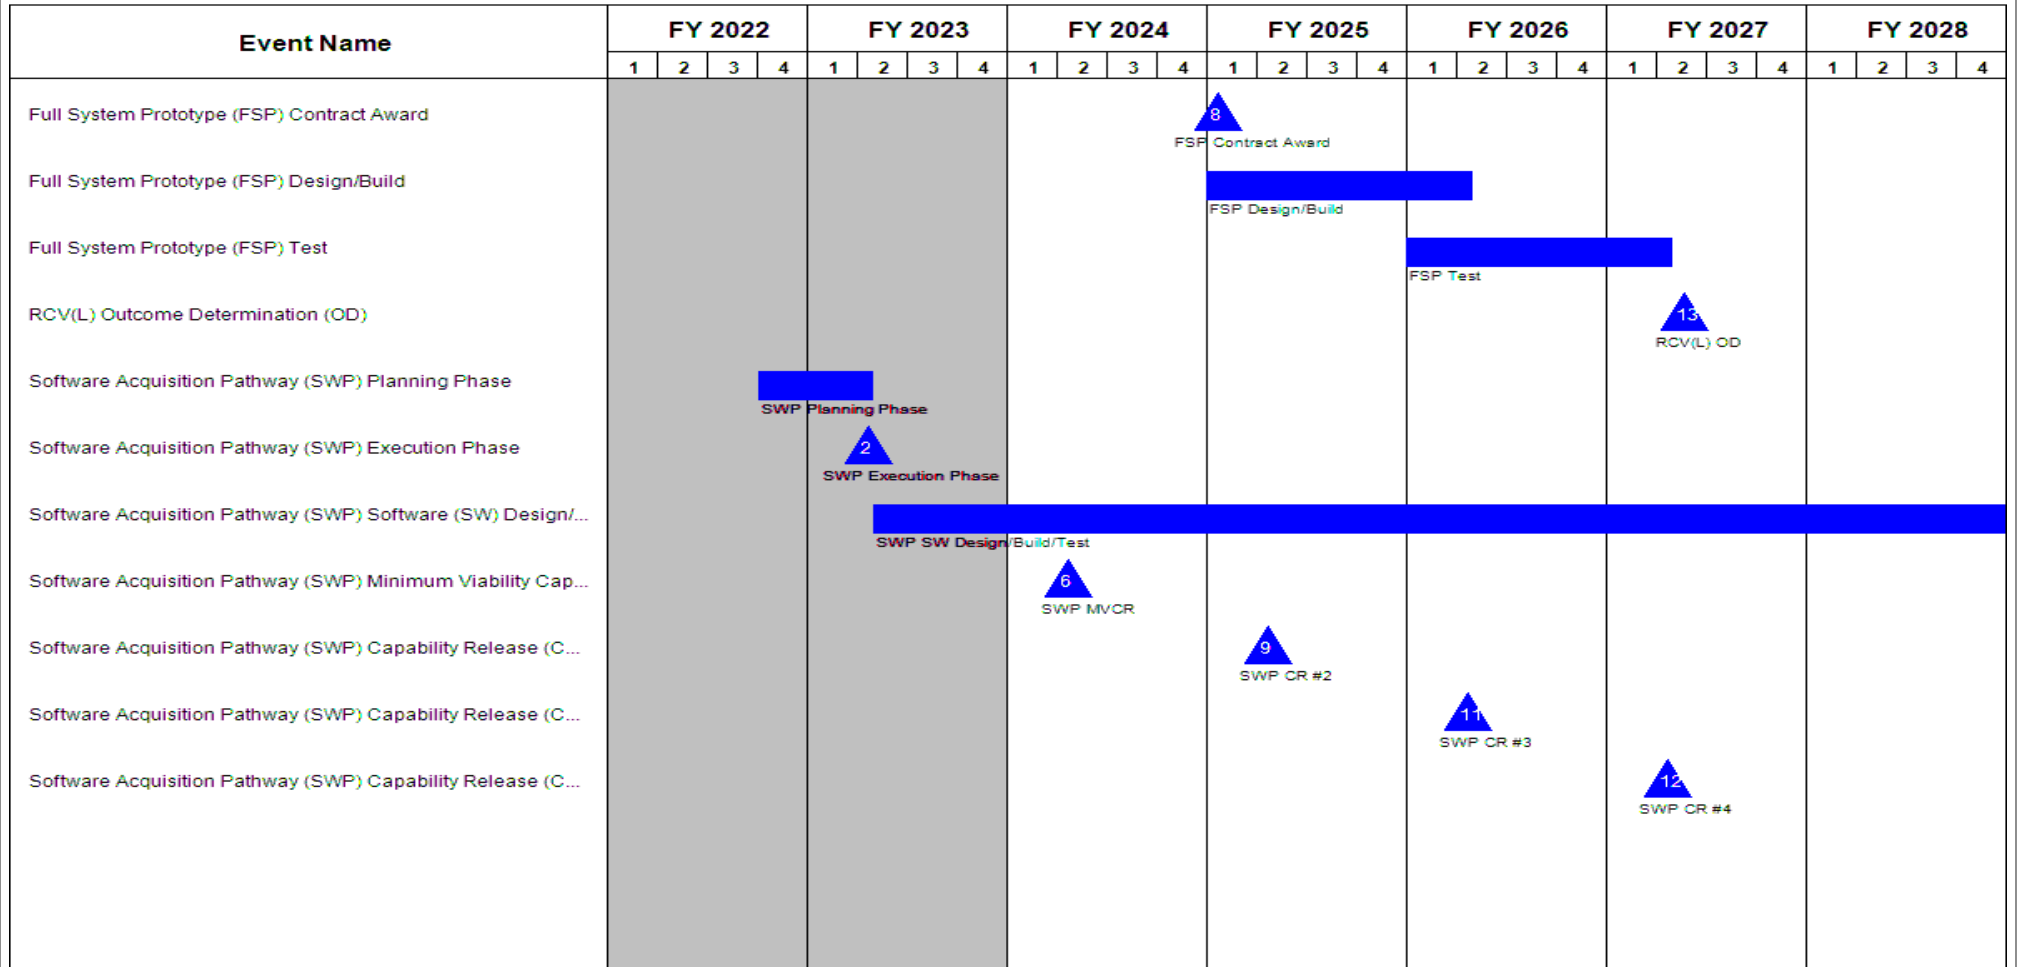 Event Name
FY 2022 FY 2023 FY 2024 FY 2025 FY 2026 FY 2027 FY 2028
1 2 3 4 1 2 3 4 1 2 3 4 1 2 3 4 1 2 3 4 1 2 3 4 1 2 3 4
Full System Prototype (FSP) Contract Award
8
FSP Contract Award
Full System Prototype (FSP) Design/Build
FSP Design/Build
Full System Prototype (FSP) Test
FSP Test
RCV(L) Outcome Determination (OD)
13
RCV(L) OD
Software Acquisition Pathway (SWP) Planning Phase
SWP Planning Phase
Software Acquisition Pathway (SWP) Execution Phase
2
SWP Execution Phase
Software Acquisition Pathway (SWP) Software (SW) Design/...
SWP SW Design/Build/Test
Software Acquisition Pathway (SWP) Minimum Viability Cap...
6
SWP MVCR
Software Acquisition Pathway (SWP) Capability Release (C...
9
SWP CR #2
Software Acquisition Pathway (SWP) Capability Release (C...
11
SWP CR #3
Software Acquisition Pathway (SWP) Capability Release (C...
12
SWP CR #4